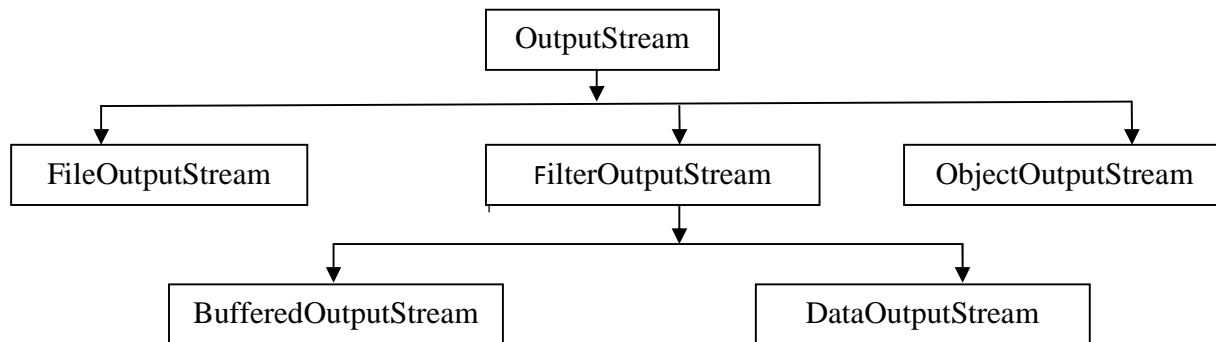 OutputStream
FileOutputStream
FilterOutputStream
ObjectOutputStream
BufferedOutputStream
DataOutputStream